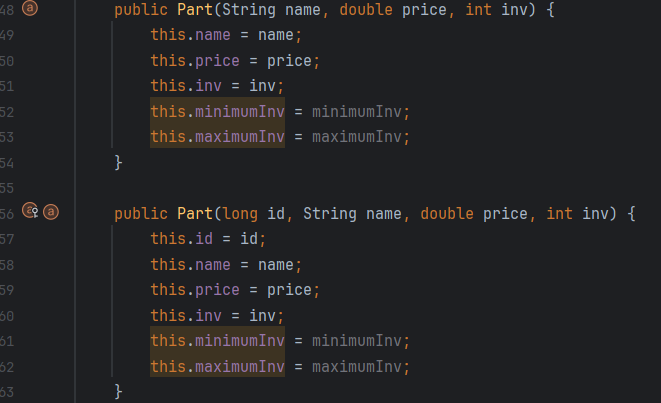 48 a public Part(String name, double price, int inv) {
49 this.name = name;
50 this.price = price;
51 this.inv = inv;
52 this.minimumInv = minimumInv;
53 this.maximumInv = maximumInv;
54 }
55
56 a a public Part(long id, String name, double price, int inv) {
57 this.id = id;
58 this.name = name;
59 this.price = price;
60 this.inv = inv;
61 this.minimumInv = minimumInv;
62 this.maximumInv = maximumInv;
63 }